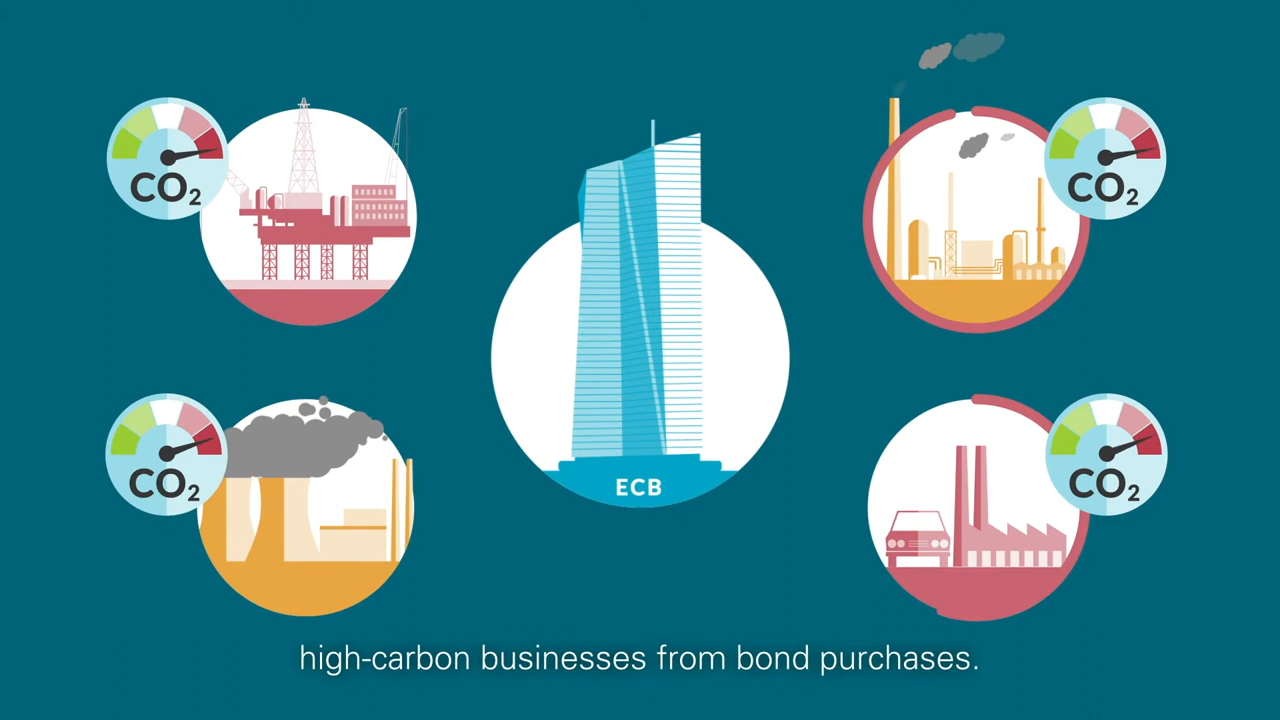 CO₂
CO₂
CO₂
CO₂
ECB
high-carbon businesses from bond purchases.